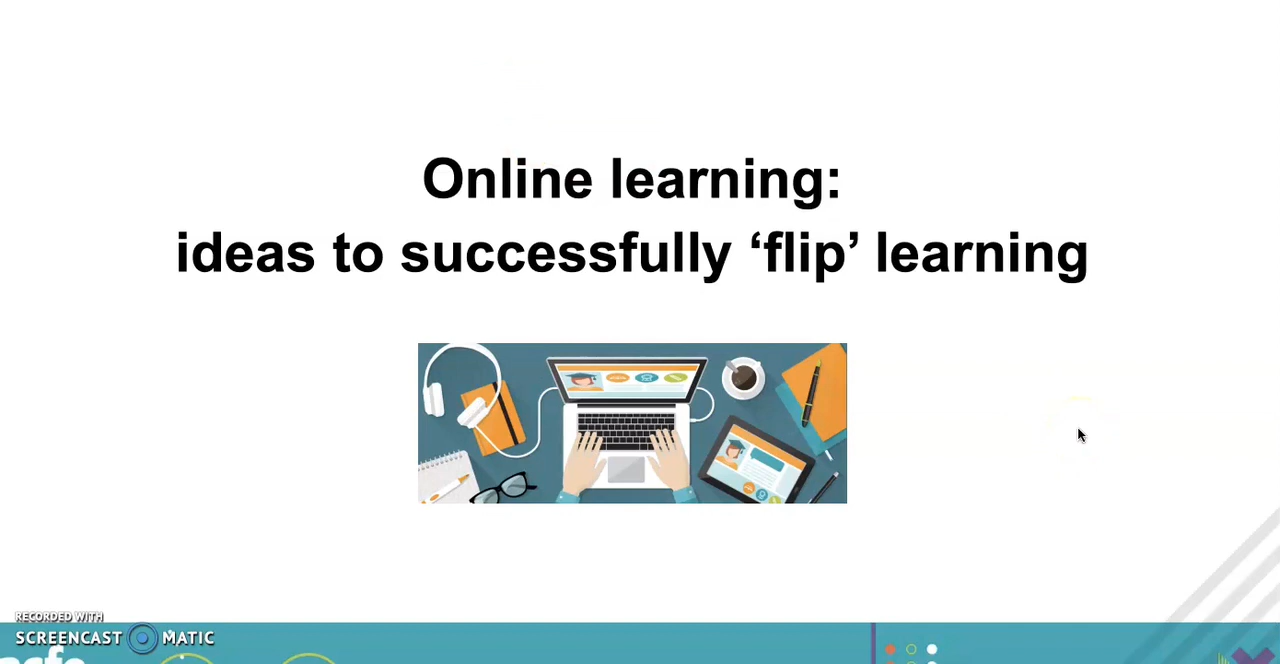 Online learning:
ideas to successfully ‘flip’ learning
RECORDED WITH
SCREENCAST MATIC